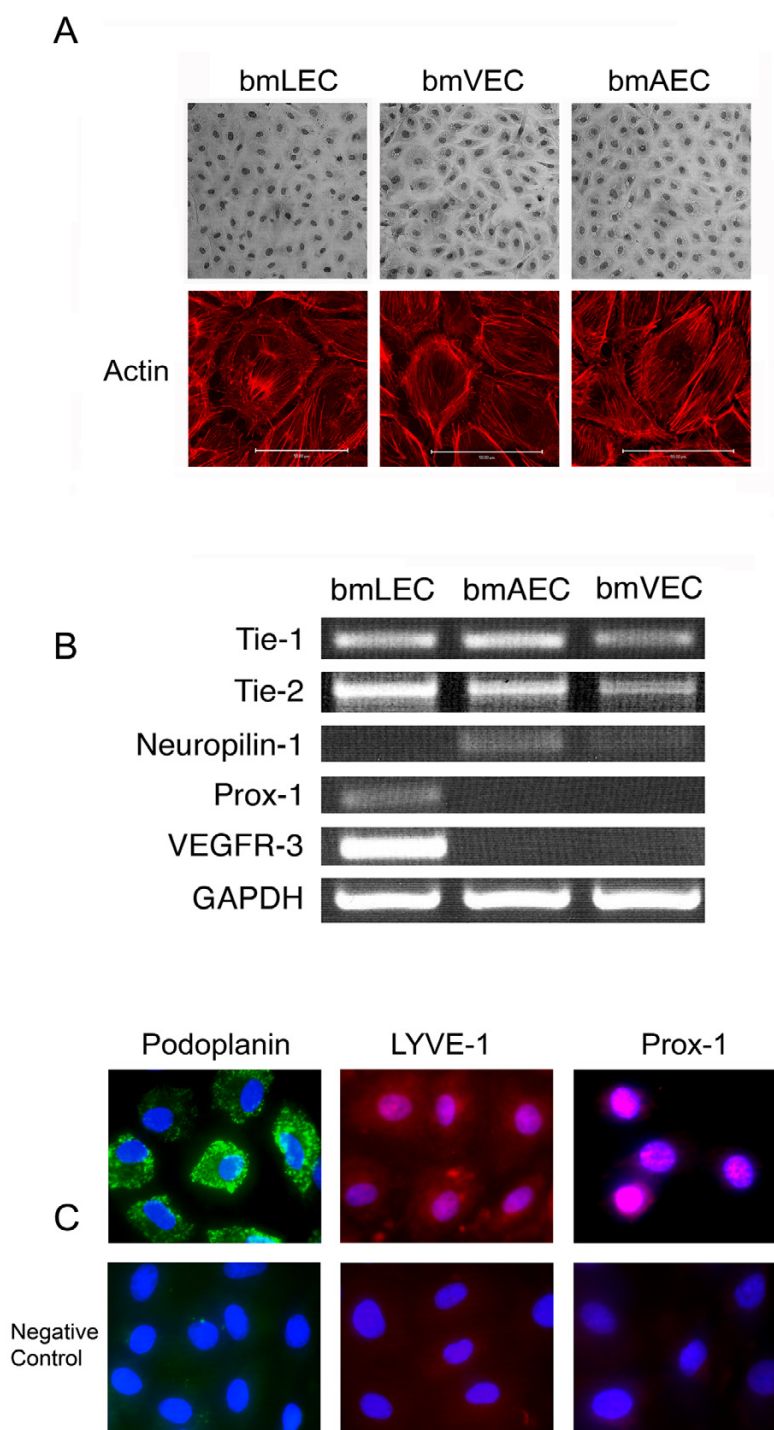 A
bmLEC bmVEC bmAEC
Actin
B
bmLEC bmAEC bmVEC
Tie-1
Tie-2
Neuropilin-1
Prox-1
VEGFR-3
GAPDH
C
Podoplanin LYVE-1 Prox-1
Negative
Control